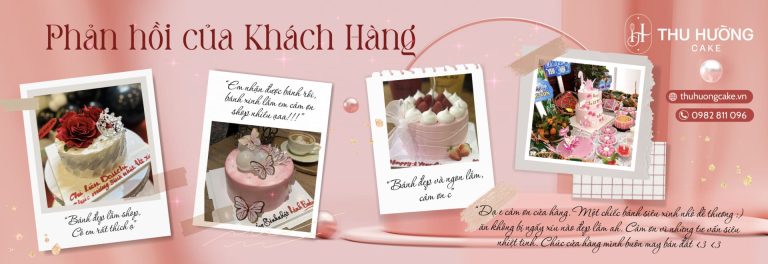 Phản hồi của Khách Hàng
THU HƯỜNG
CAKE
thuhuongcake.vn
0982 811 096
"Em nhận được bánh rồi,
bánh xinh lắm em cảm ơn
shop nhiều ạaa!!!"
"Bánh đẹp lắm shop,
Cô em rất thích ạ"
"Bánh đẹp và ngon lắm,
cảm ơn c
"Dạ e cảm ơn cửa hàng. Một chiếc bánh siêu xinh nhỏ dễ thương :)
ăn không bị ngấy xíu nào đẹp lắm ah. Cảm ơn vì những tư vấn siêu
nhiệt tình. Chúc cửa hàng mình buôn may bán đắt <3 <3